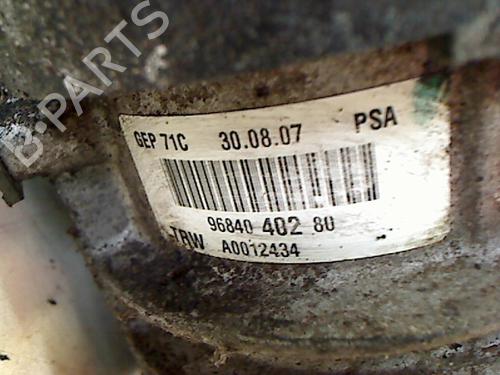 B-PARTS
GEP 71C 30.08.07 PSA
96840 402 80
TRW A0012434